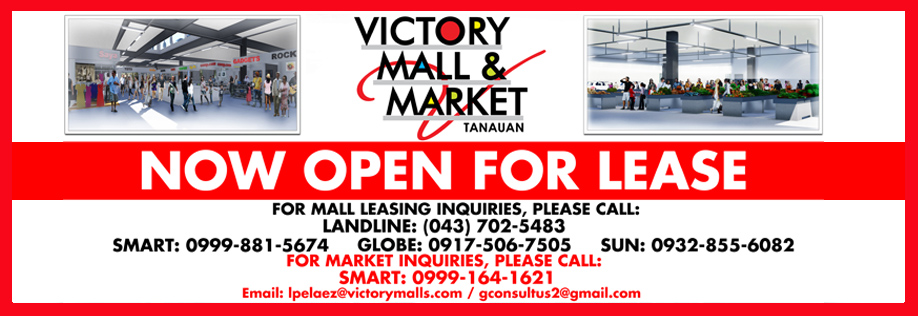 VICTORY
MALL &
MARKET
TANAUAN
GADGETS
ROCK
NOW OPEN FOR LEASE
FOR MALL LEASING INQUIRIES, PLEASE CALL:
LANDLINE: (043) 702-5483
SMART: 0999-881-5674 GLOBE: 0917-506-7505 SUN: 0932-855-6082
FOR MARKET INQUIRIES, PLEASE CALL:
SMART: 0999-164-1621
Email: lpelaez@victorymalls.com / gconsultus2@gmail.com